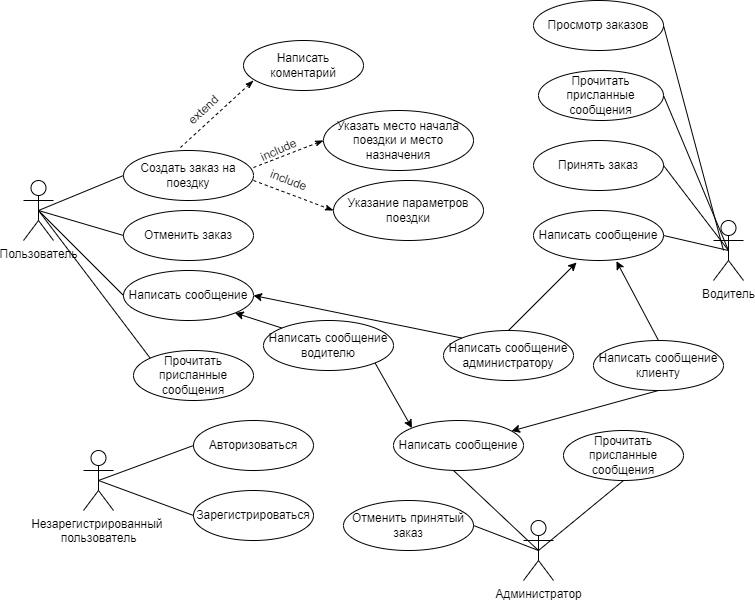 Просмотр заказов
Написать
коментарий
Прочитать
присланные
сообщения
extend
Указать место начала
поездки и место
назначения
include
Создать заказ на
поездку
Принять заказ
include
Указание параметров
поездки
Отменить заказ
Написать сообщение
Пользователь
Водитель
Написать сообщение
Написать сообщение
водителю
Написать сообщение
администратору
Написать сообщение
клиенту
Прочитать
присланные
сообщения
Авторизоваться
Написать сообщение
Прочитать
присланные
сообщения
Зарегистрироваться
Незарегистрированный
пользователь
Отменить принятый
заказ
Администратор